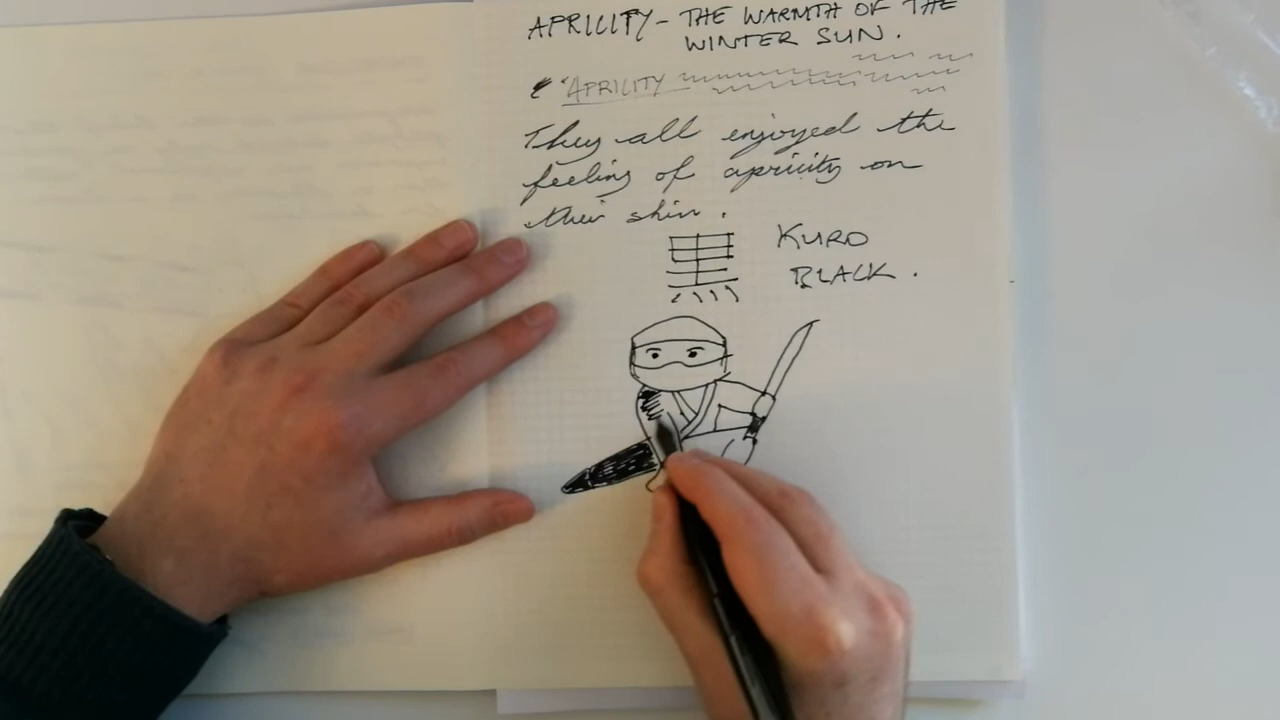 APRICITY - THE WARMTH OF THE
WINTER SUN.
"APRICITY
They all enjoyed the
feeling of apricity on
their skin.
黒 KURO
BLACK.